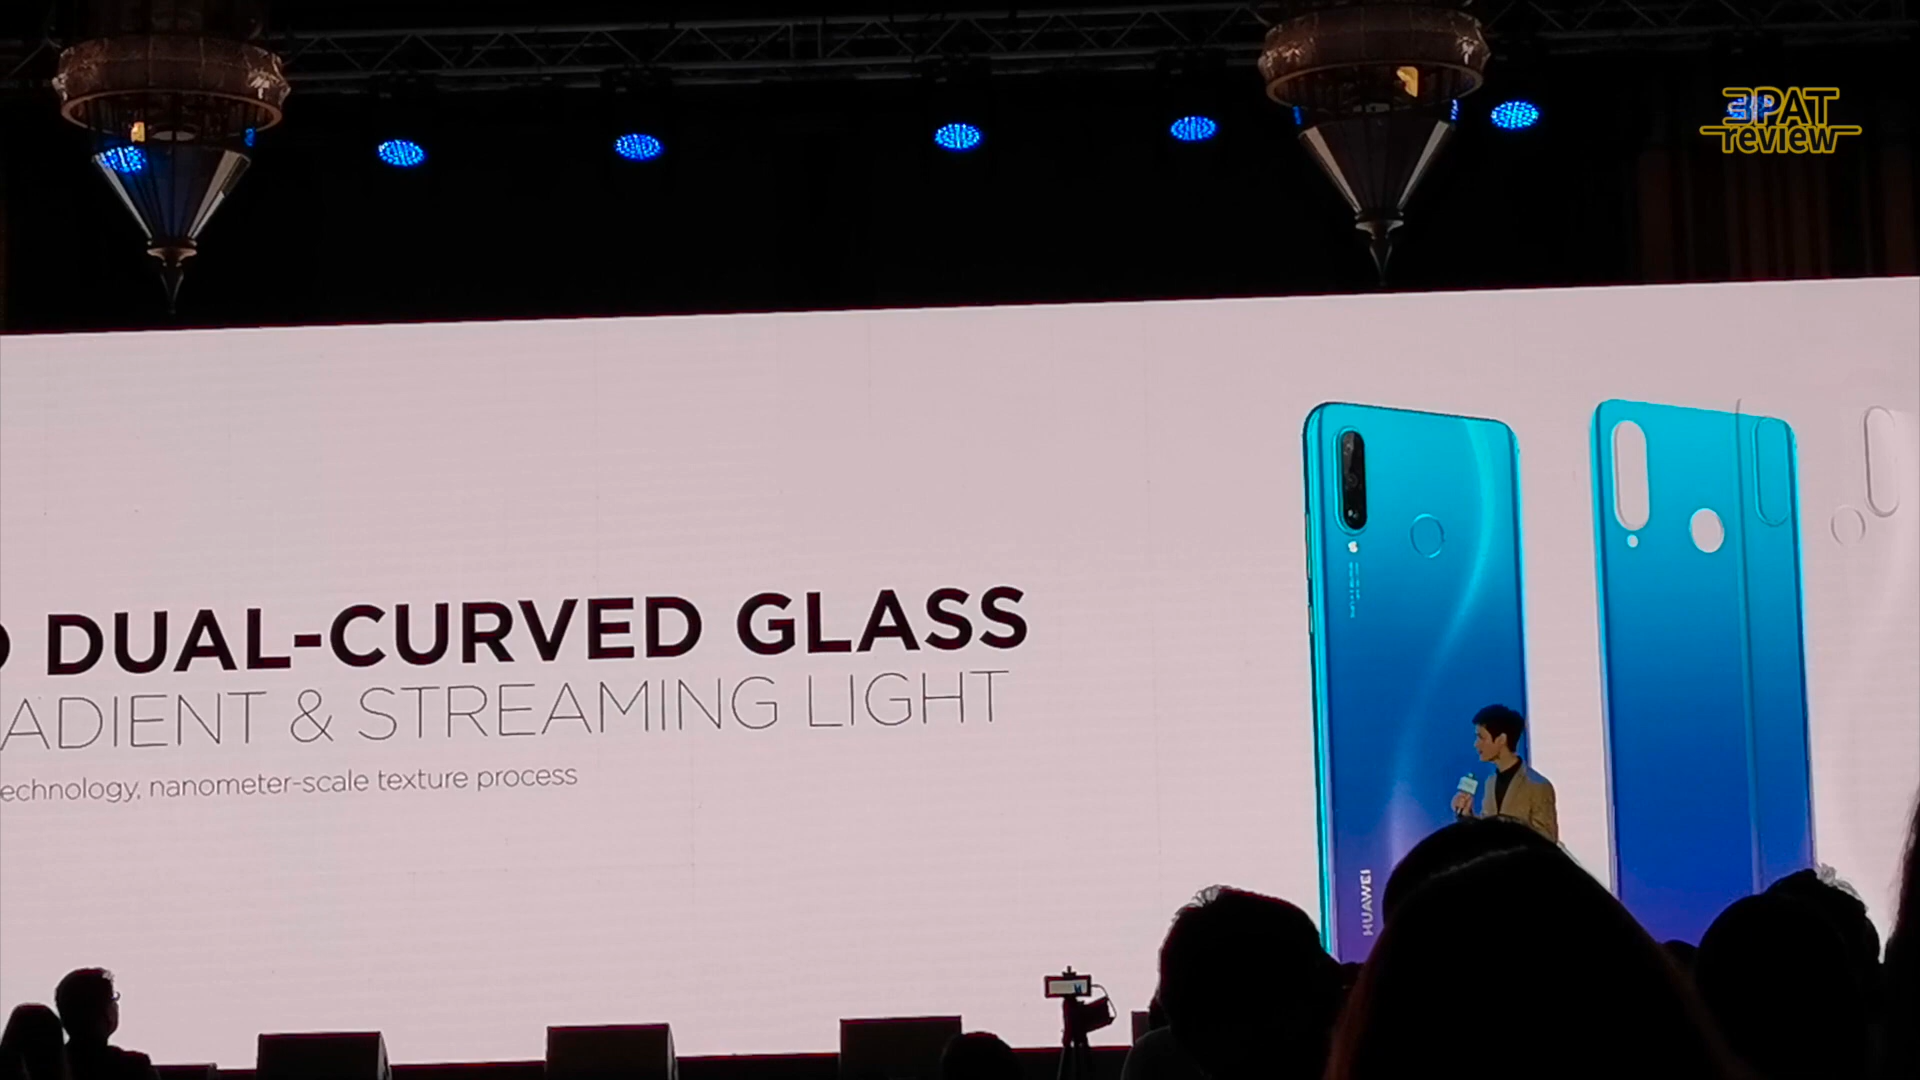 3PAT
review
DUAL-CURVED GLASS
ADIENT & STREAMING LIGHT
echnology, nanometer-scale texture process
HUAWEI